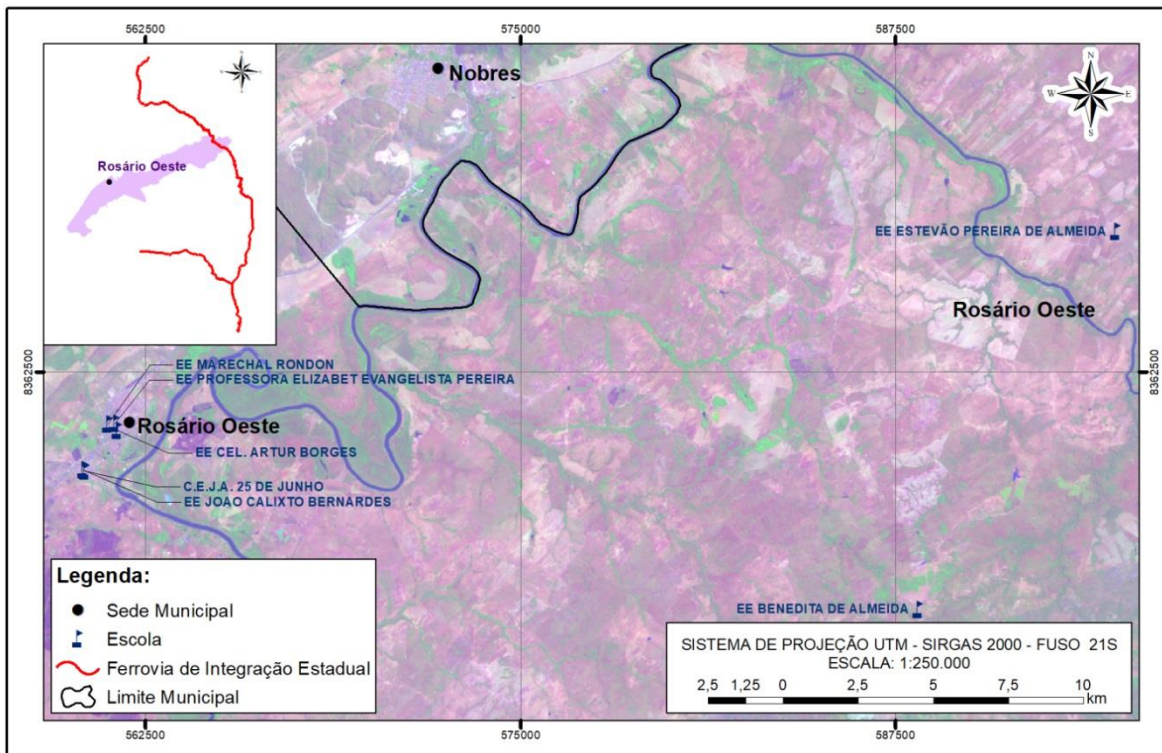 562500
575000
587500
Nobres
N
W E
S
Rosário Oeste
EE ESTEVÃO PEREIRA DE ALMEIDA
Rosário Oeste
8362500
8362500
EE MARECHAL RONDON
EE PROFESSORA ELIZABET EVANGELISTA PEREIRA
Rosário Oeste
EE CEL. ARTUR BORGES
C.E.J.A. 25 DE JUNHO
EE JOAO CALIXTO BERNARDES
EE BENEDITA DE ALMEIDA
Legenda:
Sede Municipal
Escola
Ferrovia de Integração Estadual
Limite Municipal
SISTEMA DE PROJEÇÃO UTM - SIRGAS 2000 - FUSO 21S
ESCALA: 1:250.000
2,5 1,25 0 2,5 5 7,5 10
km
562500
575000
587500